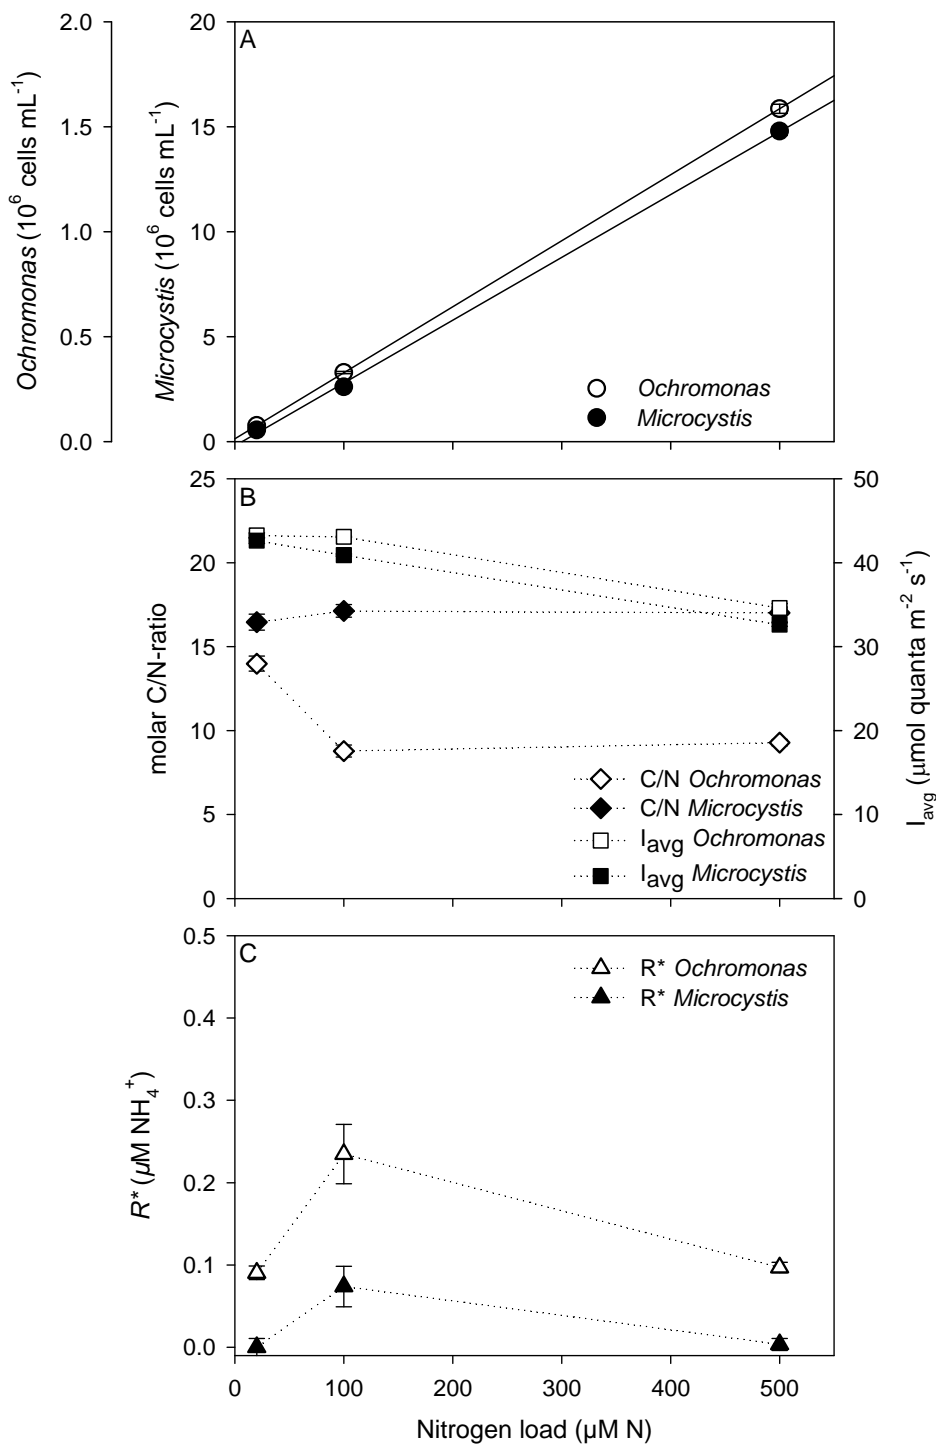 A
Ochromonas (10^6 cells mL^-1)
2.0
1.5
1.0
0.5
0.0
Microcystis (10^6 cells mL^-1)
20
15
10
5
0
Ochromonas
Microcystis
B
molar C/N-ratio
25
20
15
10
5
0
I_avg (µmol quanta m^-2 s^-1)
50
40
30
20
10
0
C/N Ochromonas
C/N Microcystis
I_avg Ochromonas
I_avg Microcystis
C
R* (µM NH_4^+)
0.5
0.4
0.3
0.2
0.1
0.0
R* Ochromonas
R* Microcystis
0 100 200 300 400 500
Nitrogen load (µM N)